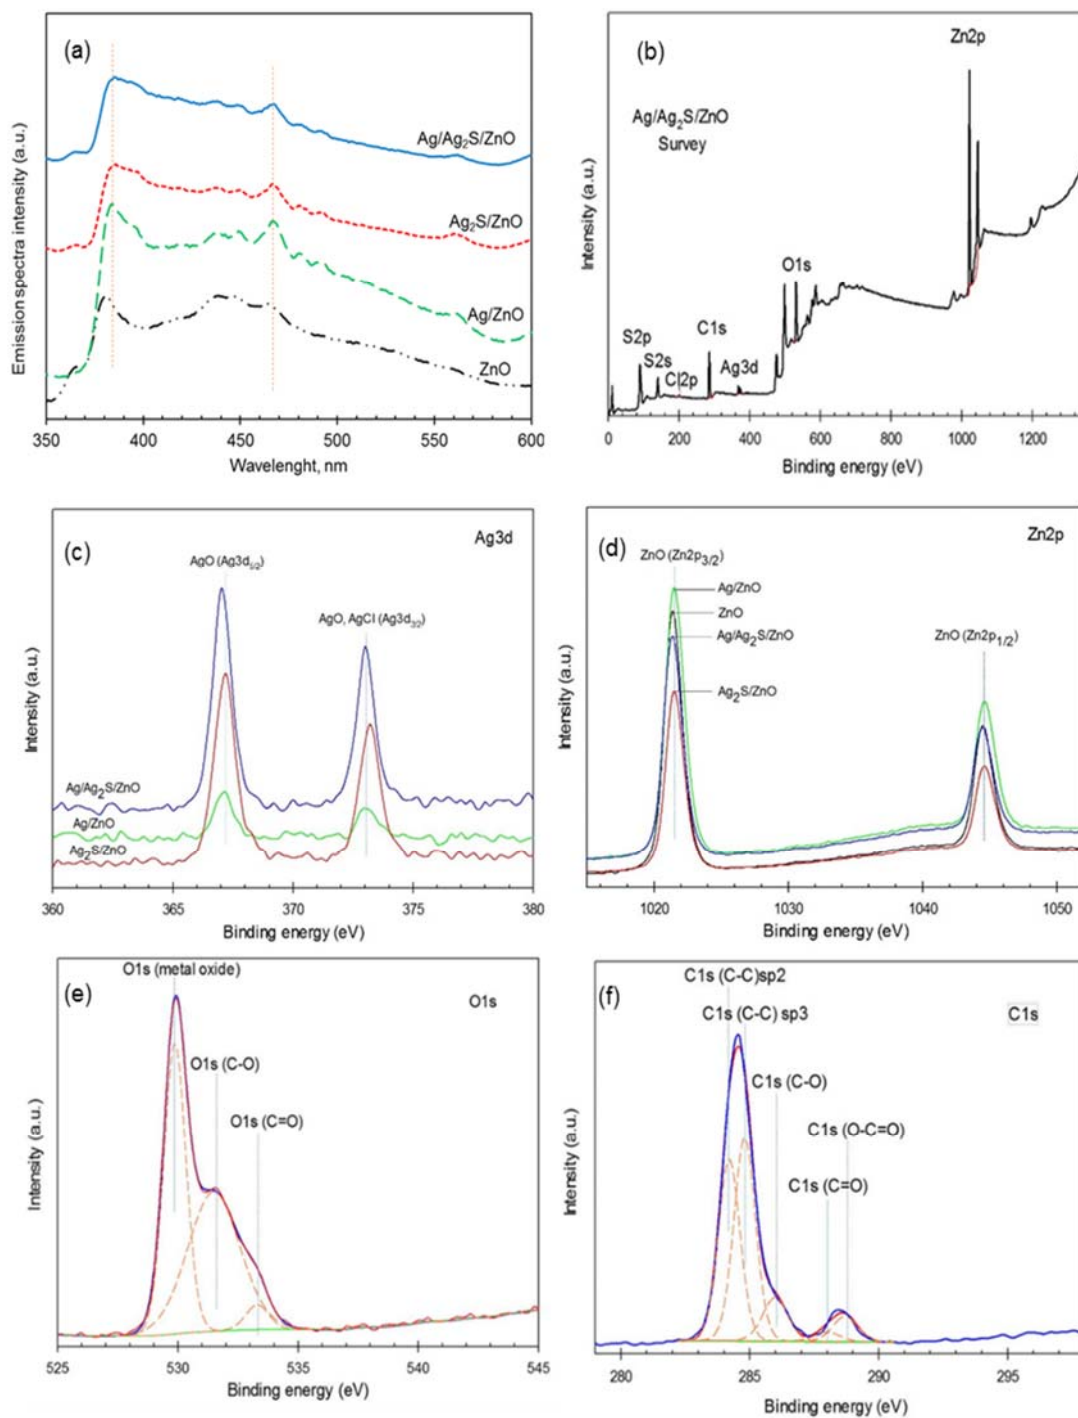 (a)
Ag/Ag2S/ZnO
Ag2S/ZnO
Ag/ZnO
ZnO
Emission spectra intensity (a.u.)
350 400 450 500 550 600
Wavelenght, nm
(b)
Zn2p
Ag/Ag2S/ZnO
Survey
O1s
C1s
S2p
S2s
Cl2p
Ag3d
Intensity (a.u.)
0 200 400 600 800 1000 1200
Binding energy (eV)
(c)
Ag3d
AgO (Ag3d5/2)
AgO, AgCl (Ag3d3/2)
Ag/Ag2S/ZnO
Ag/ZnO
Ag2S/ZnO
Intensity (a.u.)
360 365 370 375 380
Binding energy (eV)
(d)
Zn2p
ZnO (Zn2p3/2)
Ag/ZnO
ZnO
Ag/Ag2S/ZnO
Ag2S/ZnO
ZnO (Zn2p1/2)
Intensity (a.u.)
1020 1030 1040 1050
Binding energy (eV)
(e)
O1s (metal oxide)
O1s
O1s (C-O)
O1s (C=O)
Intensity (a.u.)
525 530 535 540 545
Binding energy (eV)
(f)
C1s (C-C)sp2
C1s (C-C) sp3
C1s
C1s (C-O)
C1s (O-C=O)
C1s (C=O)
Intensity (a.u.)
280 285 290 295
Binding energy (eV)